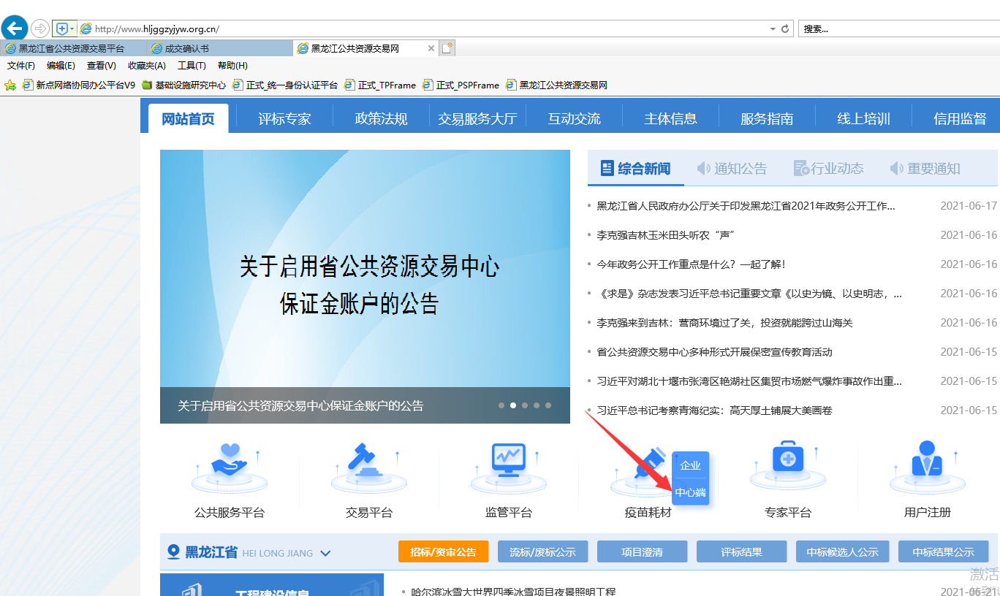 http://www.hljggzyjyw.org.cn/
搜索...
黑龙江省公共资源交易平台
成交确认书
黑龙江公共资源交易网
文件(F) 编辑(E) 查看(V) 收藏夹(A) 工具(T) 帮助(H)
新点网络协同办公平台V9 基础设施研究中心 正式_统一身份认证平台 正式_TPFrame 正式_PSPFrame 黑龙江公共资源交易网
网站首页 评标专家 政策法规 交易服务大厅 互动交流 主体信息 服务指南 线上培训 信用监督
关于启用省公共资源交易中心
保证金账户的公告
关于启用省公共资源交易中心保证金账户的公告
综合新闻 通知公告 行业动态 重要通知
黑龙江省人民政府办公厅关于印发黑龙江省2021年政务公开工作... 2021-06-17
李克强吉林玉米田头听农“声” 2021-06-16
今年政务公开工作重点是什么？一起了解！ 2021-06-16
《求是》杂志发表习近平总书记重要文章《以史为镜、以史明志，... 2021-06-16
李克强来到吉林：营商环境过了关，投资就能跨过山海关 2021-06-16
省公共资源交易中心多种形式开展保密宣传教育活动 2021-06-15
习近平对湖北十堰市张湾区艳湖社区集贸市场燃气爆炸事故作出重... 2021-06-15
习近平总书记考察青海纪实：高天厚土铺展大美画卷 2021-06-15
企业
中心端
公共服务平台 交易平台 监管平台 疫苗耗材 专家平台 用户注册
黑龙江省 HEI LONG JIANG
招标/资审公告 流标/废标公示 项目澄清 评标结果 中标候选人公示 中标结果公示
激活
工程建设信息
哈尔滨冰雪大世界四季冰雪项目夜景照明工程 2021-06-21